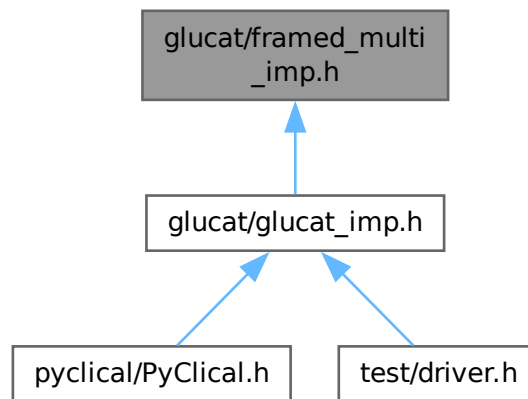 glucat/framed_multi
_imp.h
glucat/glucat_imp.h
pyclical/PyClical.h
test/driver.h